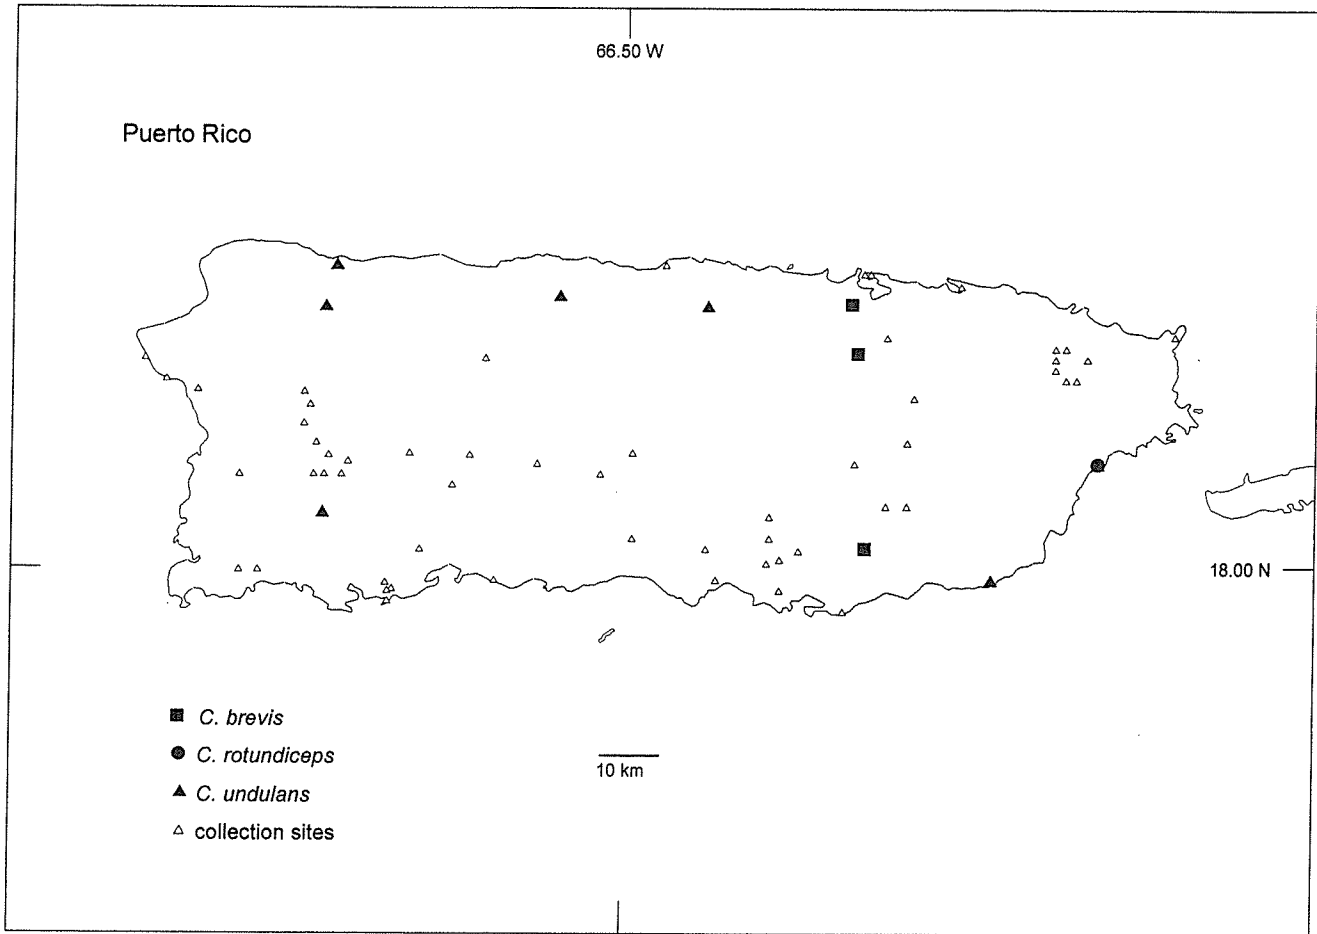 66.50 W
Puerto Rico
18.00 N
C. brevis
C. rotundiceps
10 km
C. undulans
collection sites